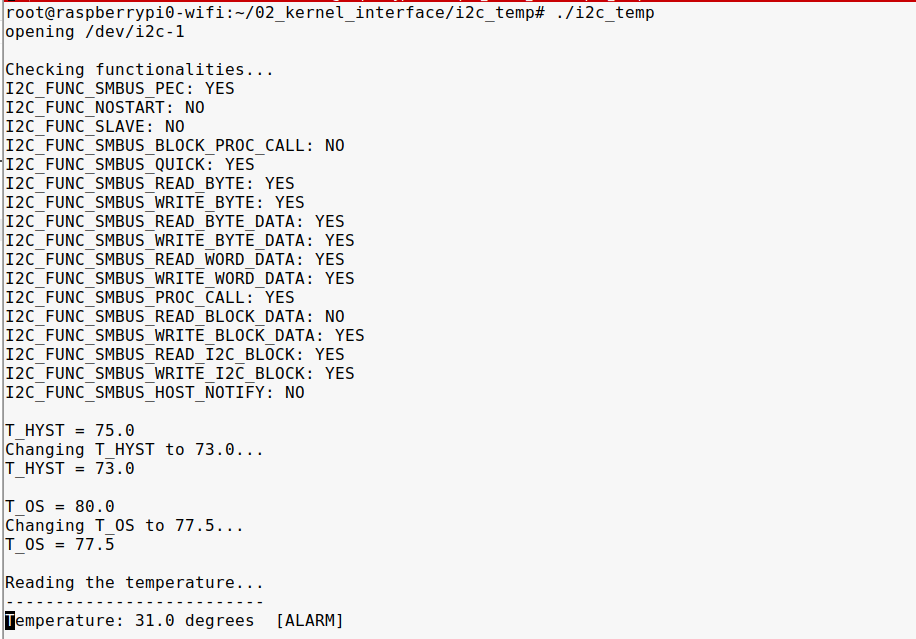 root@raspberrypi0-wifi:~/02_kernel_interface/i2c_temp# ./i2c_temp
opening /dev/i2c-1
Checking functionalities...
I2C_FUNC_SMBUS_PEC: YES
I2C_FUNC_NOSTART: NO
I2C_FUNC_SLAVE: NO
I2C_FUNC_SMBUS_BLOCK_PROC_CALL: NO
I2C_FUNC_SMBUS_QUICK: YES
I2C_FUNC_SMBUS_READ_BYTE: YES
I2C_FUNC_SMBUS_WRITE_BYTE: YES
I2C_FUNC_SMBUS_READ_BYTE_DATA: YES
I2C_FUNC_SMBUS_WRITE_BYTE_DATA: YES
I2C_FUNC_SMBUS_READ_WORD_DATA: YES
I2C_FUNC_SMBUS_WRITE_WORD_DATA: YES
I2C_FUNC_SMBUS_PROC_CALL: YES
I2C_FUNC_SMBUS_READ_BLOCK_DATA: NO
I2C_FUNC_SMBUS_WRITE_BLOCK_DATA: YES
I2C_FUNC_SMBUS_READ_I2C_BLOCK: YES
I2C_FUNC_SMBUS_WRITE_I2C_BLOCK: YES
I2C_FUNC_SMBUS_HOST_NOTIFY: NO
T_HYST = 75.0
Changing T_HYST to 73.0...
T_HYST = 73.0
T_OS = 80.0
Changing T_OS to 77.5...
T_OS = 77.5
Reading the temperature...
--------------------------
Temperature: 31.0 degrees  [ALARM]